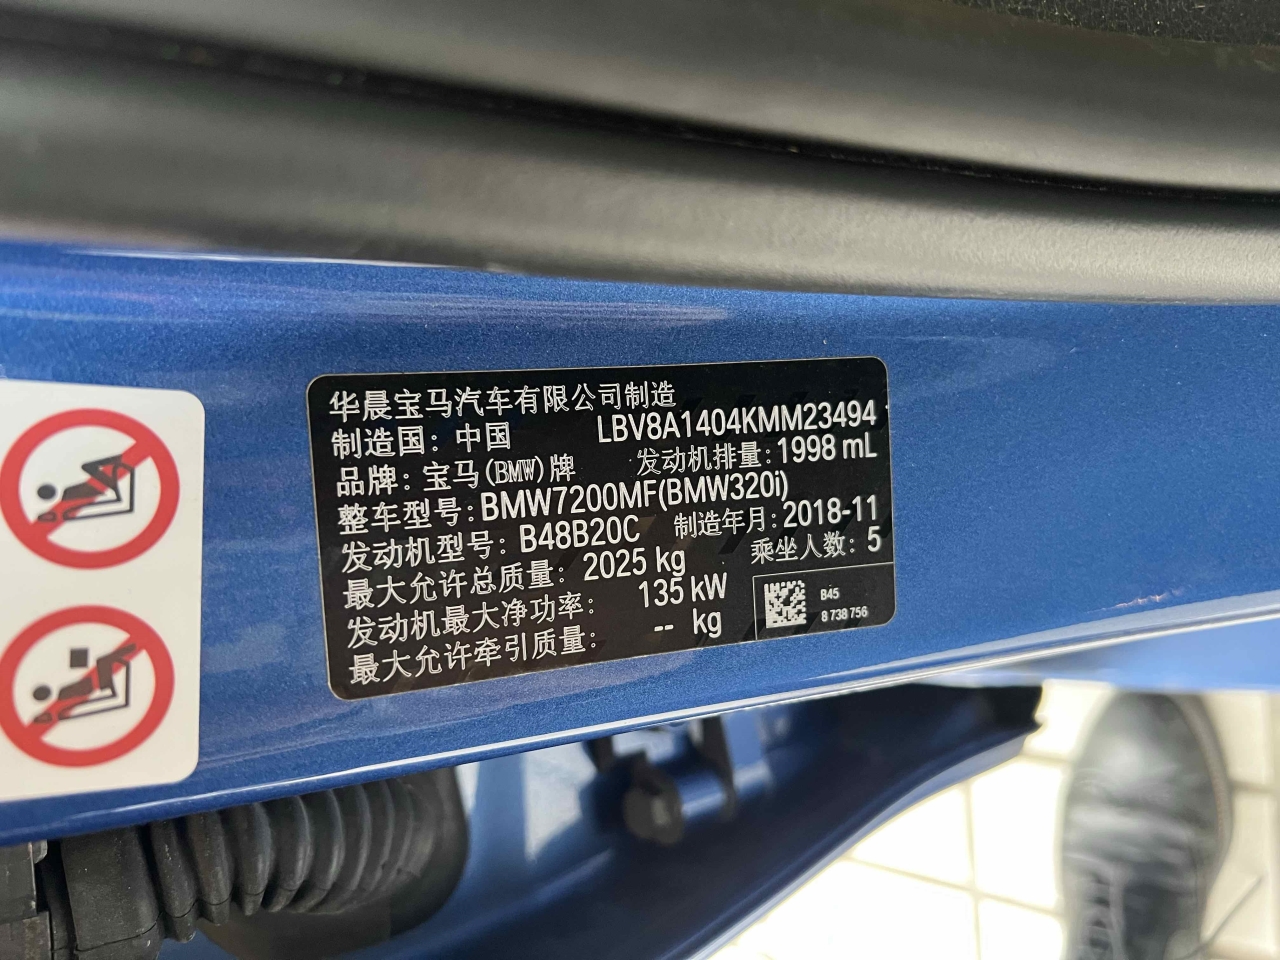 华晨宝马汽车有限公司制造
制造国：中国 LBV8A1404KMM23494
品牌：宝马(BMW)牌 发动机排量：1998 mL
整车型号：BMW7200MF(BMW320i)
发动机型号：B48B20C 制造年月：2018-11
最大允许总质量：2025 kg 乘坐人数：5
发动机最大净功率：135 kW
最大允许牵引质量：-- kg
B45
8 738 756